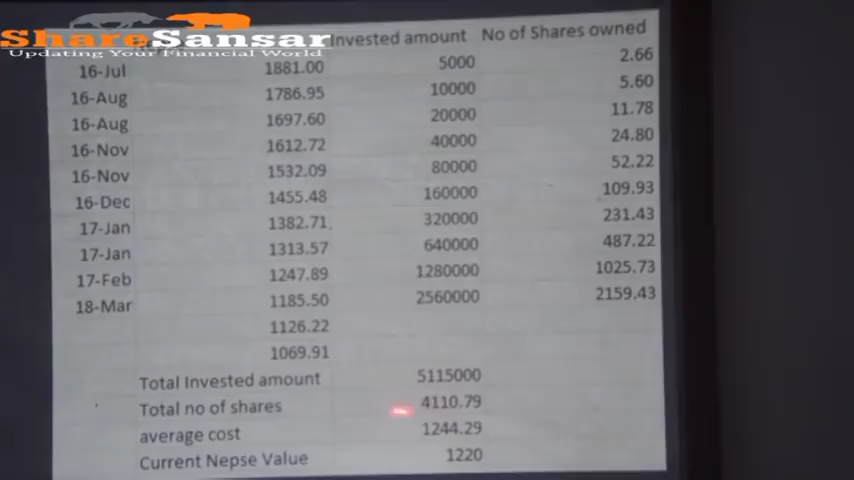 ShareSansar
Updating Your Financial World
Invested amount No of Shares owned
16-Jul 1881.00 5000 2.66
16-Aug 1786.95 10000 5.60
16-Aug 1697.60 20000 11.78
16-Nov 1612.72 40000 24.80
16-Nov 1532.09 80000 52.22
16-Dec 1455.48 160000 109.93
17-Jan 1382.71 320000 231.43
17-Jan 1313.57 640000 487.22
17-Feb 1247.89 1280000 1025.73
18-Mar 1185.50 2560000 2159.43
1126.22
1069.91
Total Invested amount 5115000
Total no of shares 4110.79
average cost 1244.29
Current Nepse Value 1220